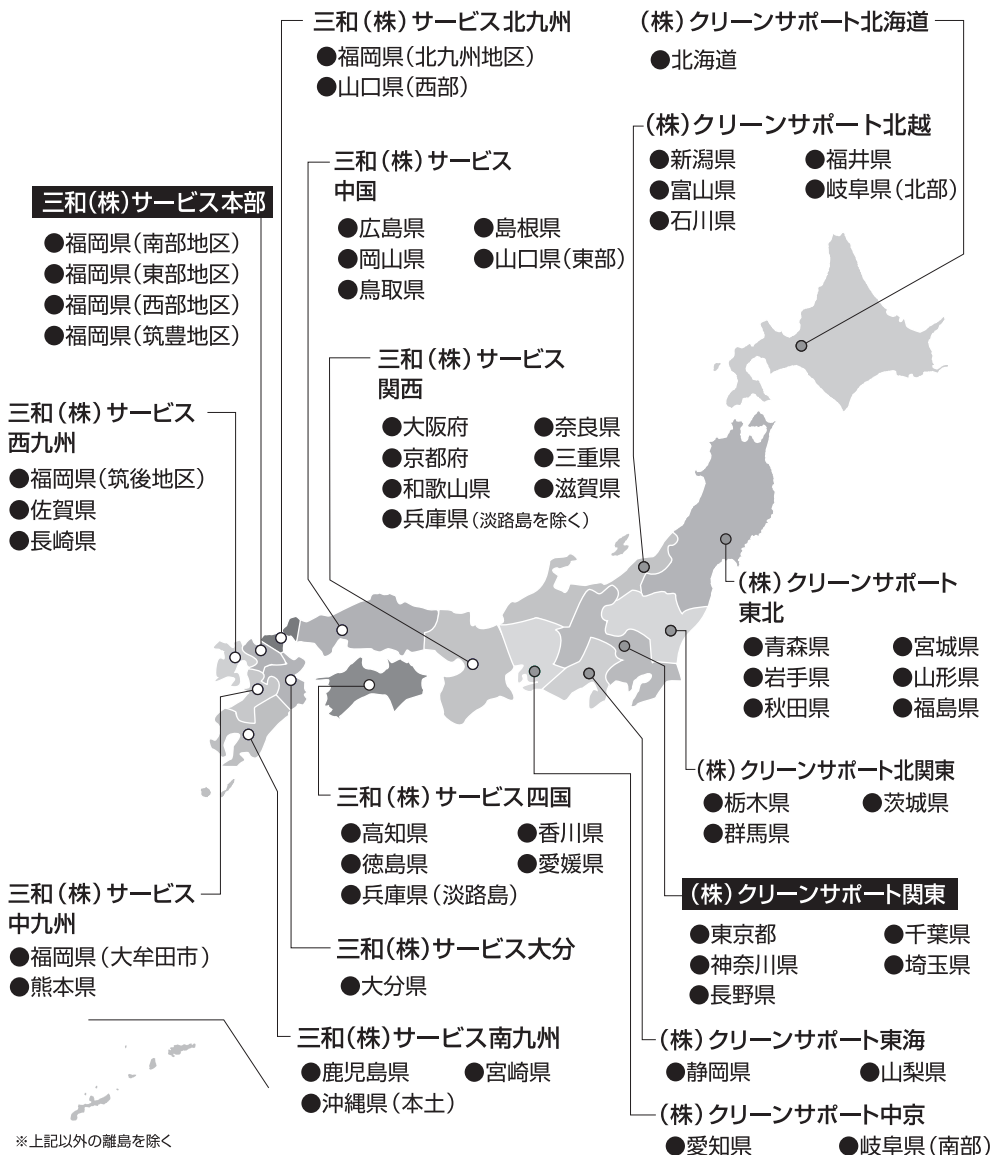 三和(株)サービス北九州
●福岡県(北九州地区)
●山口県(西部)
(株)クリーンサポート北海道
●北海道
(株)クリーンサポート北越
●新潟県 ●福井県
●富山県 ●岐阜県(北部)
●石川県
三和(株)サービス
中国
●広島県 ●島根県
●岡山県 ●山口県(東部)
●鳥取県
三和(株)サービス本部
●福岡県(南部地区)
●福岡県(東部地区)
●福岡県(西部地区)
●福岡県(筑豊地区)
三和(株)サービス
関西
●大阪府 ●奈良県
●京都府 ●三重県
●和歌山県 ●滋賀県
●兵庫県(淡路島を除く)
三和(株)サービス
西九州
●福岡県(筑後地区)
●佐賀県
●長崎県
(株)クリーンサポート
東北
●青森県 ●宮城県
●岩手県 ●山形県
●秋田県 ●福島県
(株)クリーンサポート北関東
●栃木県 ●茨城県
●群馬県
三和(株)サービス四国
●高知県 ●香川県
●徳島県 ●愛媛県
●兵庫県(淡路島)
三和(株)サービス
中九州
●福岡県(大牟田市)
●熊本県
(株)クリーンサポート関東
●東京都 ●千葉県
●神奈川県 ●埼玉県
●長野県
三和(株)サービス大分
●大分県
三和(株)サービス南九州
●鹿児島県 ●宮崎県
●沖縄県(本土)
(株)クリーンサポート東海
●静岡県 ●山梨県
(株)クリーンサポート中京
●愛知県 ●岐阜県(南部)
※上記以外の離島を除く